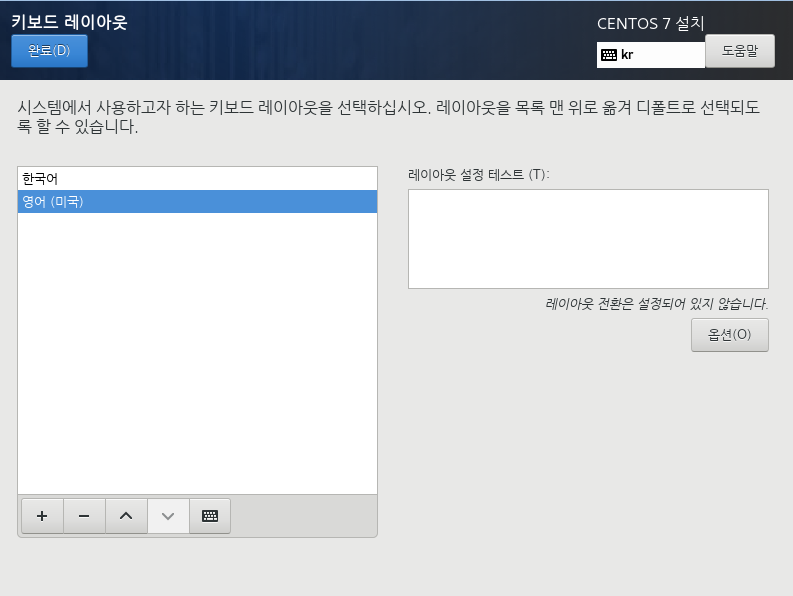 키보드 레이아웃
CENTOS 7 설치
완료(D)
kr
도움말
시스템에서 사용하고자 하는 키보드 레이아웃을 선택하십시오. 레이아웃을 목록 맨 위로 옮겨 디폴트로 선택되도
록 할 수 있습니다.
한국어
영어 (미국)
레이아웃 설정 테스트 (T):
레이아웃 전환은 설정되어 있지 않습니다.
옵션(O)